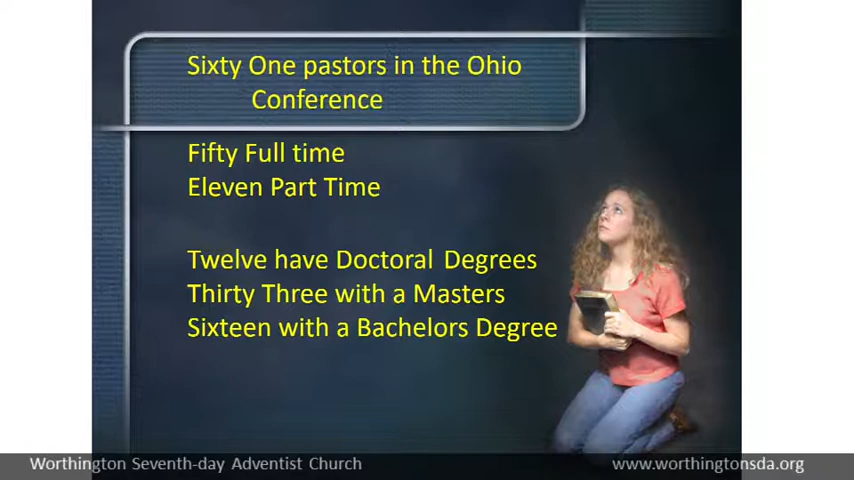 Sixty One pastors in the Ohio
Conference
Fifty Full time
Eleven Part Time
Twelve have Doctoral Degrees
Thirty Three with a Masters
Sixteen with a Bachelors Degree
Worthington Seventh-day Adventist Church
www.worthingtonsda.org